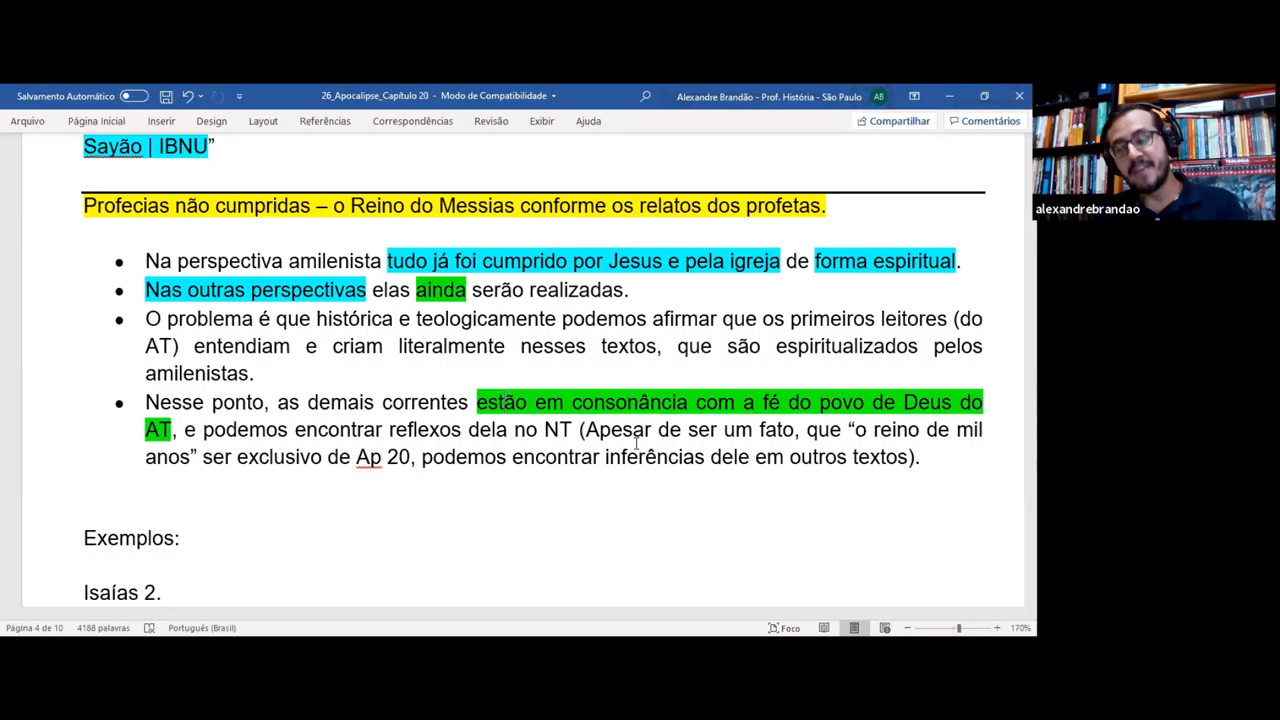 Salvamento Automático
26_Apocalipse_Capítulo 20 - Modo de Compatibilidade
Alexandre Brandão - Prof. História - São Paulo
AB
Arquivo Página Inicial Inserir Design Layout Referências Correspondências Revisão Exibir Ajuda
Compartilhar Comentários
Sayão | IBNU”
Profecias não cumpridas – o Reino do Messias conforme os relatos dos profetas.
● Na perspectiva amilenista tudo já foi cumprido por Jesus e pela igreja de forma espiritual.
● Nas outras perspectivas elas ainda serão realizadas.
● O problema é que histórica e teologicamente podemos afirmar que os primeiros leitores (do
AT) entendiam e criam literalmente nesses textos, que são espiritualizados pelos
amilenistas.
● Nesse ponto, as demais correntes estão em consonância com a fé do povo de Deus do
AT, e podemos encontrar reflexos dela no NT (Apesar de ser um fato, que “o reino de mil
anos” ser exclusivo de Ap 20, podemos encontrar inferências dele em outros textos).
Exemplos:
Isaías 2.
Página 4 de 10 4188 palavras Português (Brasil)
Foco
170%
alexandrebrandao